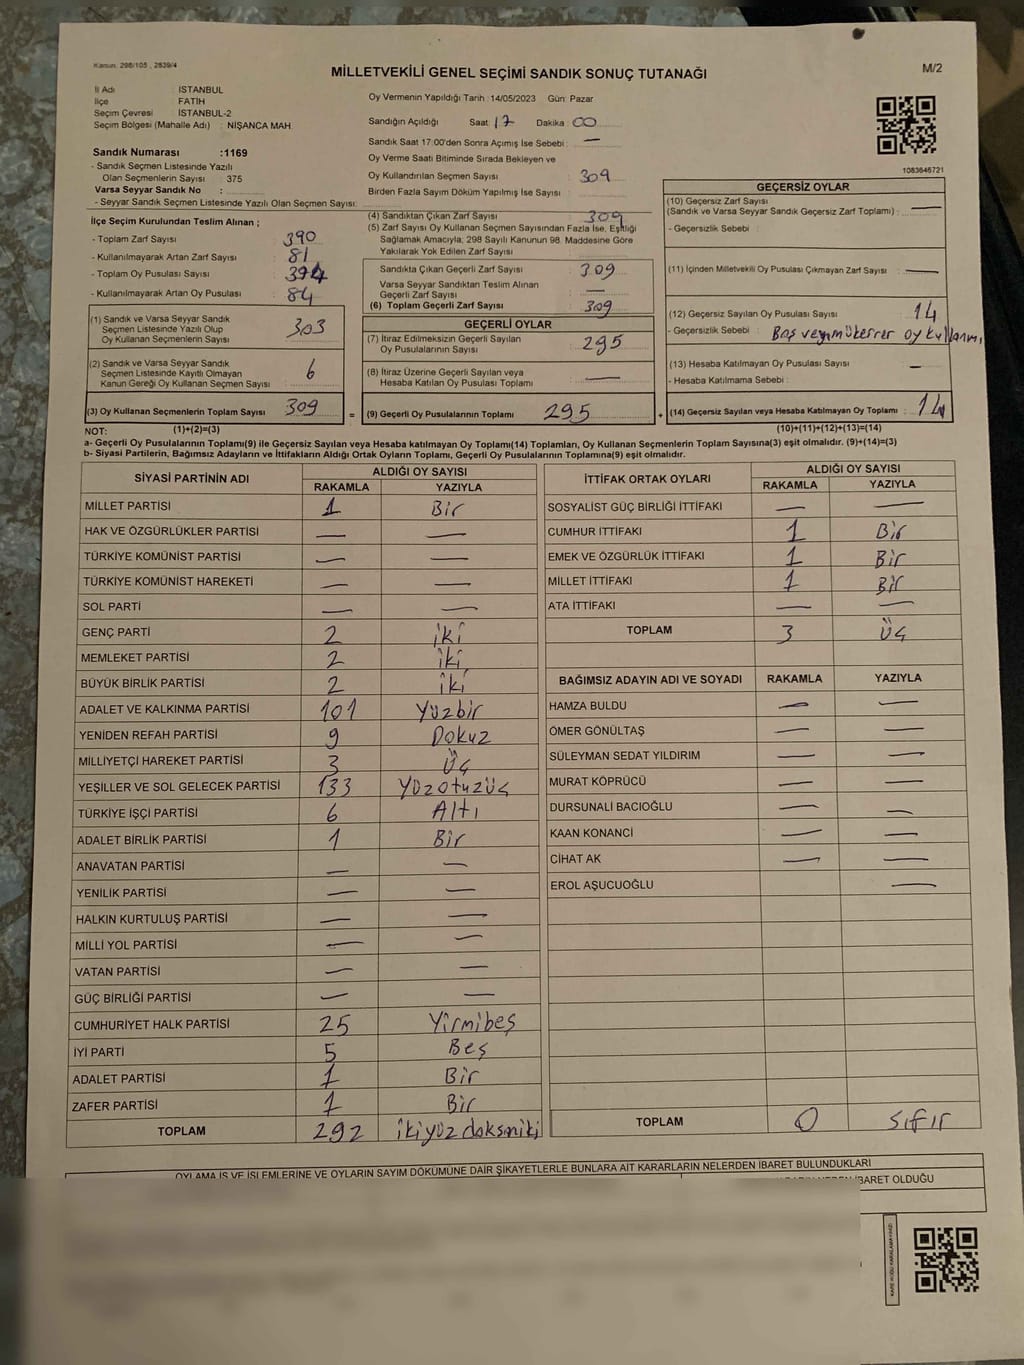 Kanun: 298/105 , 2839/4
MİLLETVEKİLİ GENEL SEÇİMİ SANDIK SONUÇ TUTANAĞI
M/2
İl Adı : İSTANBUL
İlçe : FATİH
Seçim Çevresi : İSTANBUL-2
Seçim Bölgesi (Mahalle Adı) : NİŞANCA MAH.
Sandık Numarası :1169
- Sandık Seçmen Listesinde Yazılı
Olan Seçmenlerin Sayısı : 375
Varsa Seyyar Sandık No :
- Seyyar Sandık Seçmen Listesinde Yazılı Olan Seçmen Sayısı:
Oy Vermenin Yapıldığı Tarih :14/05/2023 Gün: Pazar
Sandığın Açıldığı Saat : 17 Dakika : 00
Sandık Saat 17:00'den Sonra Açımış İse Sebebi : —
Oy Verme Saati Bitiminde Sırada Bekleyen ve
Oy Kullandırılan Seçmen Sayısı : 309
Birden Fazla Sayım Döküm Yapılmış İse Sayısı :
1083645721
İlçe Seçim Kurulundan Teslim Alınan ;
- Toplam Zarf Sayısı : 390
- Kullanılmayarak Artan Zarf Sayısı : 81
- Toplam Oy Pusulası Sayısı : 394
- Kullanılmayarak Artan Oy Pusulası : 84
(1) Sandık ve Varsa Seyyar Sandık
Seçmen Listesinde Yazılı Olup
Oy Kullanan Seçmenlerin Sayısı : 303
(2) Sandık ve Varsa Seyyar Sandık
Seçmen Listesinde Kayıtlı Olmayan
Kanun Gereği Oy Kullanan Seçmen Sayısı : 6
(3) Oy Kullanan Seçmenlerin Toplam Sayısı : 309
(4) Sandıktan Çıkan Zarf Sayısı : 309
(5) Zarf Sayısı Oy Kullanan Seçmen Sayısından Fazla İse, Eşitliği
Sağlamak Amacıyla, 298 Sayılı Kanunun 98. Maddesine Göre
Yakılarak Yok Edilen Zarf Sayısı :
Sandıkta Çıkan Geçerli Zarf Sayısı : 309
Varsa Seyyar Sandıktan Teslim Alınan
Geçerli Zarf Sayısı : —
(6) Toplam Geçerli Zarf Sayısı : 309
GEÇERLİ OYLAR
(7) İtiraz Edilmeksizin Geçerli Sayılan
Oy Pusulalarının Sayısı : 295
(8) İtiraz Üzerine Geçerli Sayılan veya
Hesaba Katılan Oy Pusulası Toplamı : —
= (9) Geçerli Oy Pusulalarının Toplamı : 295
GEÇERSİZ OYLAR
(10) Geçersiz Zarf Sayısı
(Sandık ve Varsa Seyyar Sandık Geçersiz Zarf Toplamı) : —
- Geçersizlik Sebebi :
(11) İçinden Milletvekili Oy Pusulası Çıkmayan Zarf Sayısı : —
(12) Geçersiz Sayılan Oy Pusulası Sayısı : 14
- Geçersizlik Sebebi : Boş veya mükerrer oy kullanımı
(13) Hesaba Katılmayan Oy Pusulası Sayısı : —
- Hesaba Katılmama Sebebi :
+ (14) Geçersiz Sayılan veya Hesaba Katılmayan Oy Toplamı : 14
NOT: (1)+(2)=(3) (10)+(11)+(12)+(13)=(14)
a- Geçerli Oy Pusulalarının Toplamı(9) ile Geçersiz Sayılan veya Hesaba katılmayan Oy Toplamı(14) Toplamları, Oy Kullanan Seçmenlerin Toplam Sayısına(3) eşit olmalıdır. (9)+(14)=(3)
b- Siyasi Partilerin, Bağımsız Adayların ve İttifakların Aldığı Ortak Oyların Toplamı, Geçerli Oy Pusulalarının Toplamına(9) eşit olmalıdır.
SİYASİ PARTİNİN ADI ALDIĞI OY SAYISI
RAKAMLA YAZIYLA
MİLLET PARTİSİ 1 Bir
HAK VE ÖZGÜRLÜKLER PARTİSİ — —
TÜRKİYE KOMÜNİST PARTİSİ — —
TÜRKİYE KOMÜNİST HAREKETİ — —
SOL PARTİ — —
GENÇ PARTİ 2 iki
MEMLEKET PARTİSİ 2 iki
BÜYÜK BİRLİK PARTİSİ 2 iki
ADALET VE KALKINMA PARTİSİ 101 Yüzbir
YENİDEN REFAH PARTİSİ 9 Dokuz
MİLLİYETÇİ HAREKET PARTİSİ 3 Üç
YEŞİLLER VE SOL GELECEK PARTİSİ 133 Yüzotuzüç
TÜRKİYE İŞÇİ PARTİSİ 6 Altı
ADALET BİRLİK PARTİSİ 1 Bir
ANAVATAN PARTİSİ — —
YENİLİK PARTİSİ — —
HALKIN KURTULUŞ PARTİSİ — —
MİLLİ YOL PARTİSİ — —
VATAN PARTİSİ — —
GÜÇ BİRLİĞİ PARTİSİ — —
CUMHURİYET HALK PARTİSİ 25 Yirmibeş
İYİ PARTİ 5 Beş
ADALET PARTİSİ 1 Bir
ZAFER PARTİSİ 1 Bir
TOPLAM 292 ikiyüz doksaniki
İTTİFAK ORTAK OYLARI ALDIĞI OY SAYISI
RAKAMLA YAZIYLA
SOSYALİST GÜÇ BİRLİĞİ İTTİFAKI — —
CUMHUR İTTİFAKI 1 Bir
EMEK VE ÖZGÜRLÜK İTTİFAKI 1 Bir
MİLLET İTTİFAKI 1 Bir
ATA İTTİFAKI — —
TOPLAM 3 Üç
BAĞIMSIZ ADAYIN ADI VE SOYADI RAKAMLA YAZIYLA
HAMZA BULDU — —
ÖMER GÖNÜLTAŞ — —
SÜLEYMAN SEDAT YILDIRIM — —
MURAT KÖPRÜCÜ — —
DURSUNALİ BACIOĞLU — —
KAAN KONANCİ — —
CİHAT AK — —
EROL AŞUCUOĞLU —
TOPLAM 0 sıfır
OYLAMA İŞ VE İŞLEMLERİNE VE OYLARIN SAYIM DÖKÜMÜNE DAİR ŞİKAYETLERLE BUNLARA AİT KARARLARIN NELERDEN İBARET BULUNDUKLARI
İBARET OLDUĞU
KARE KODU KARALAMAYINIZ!